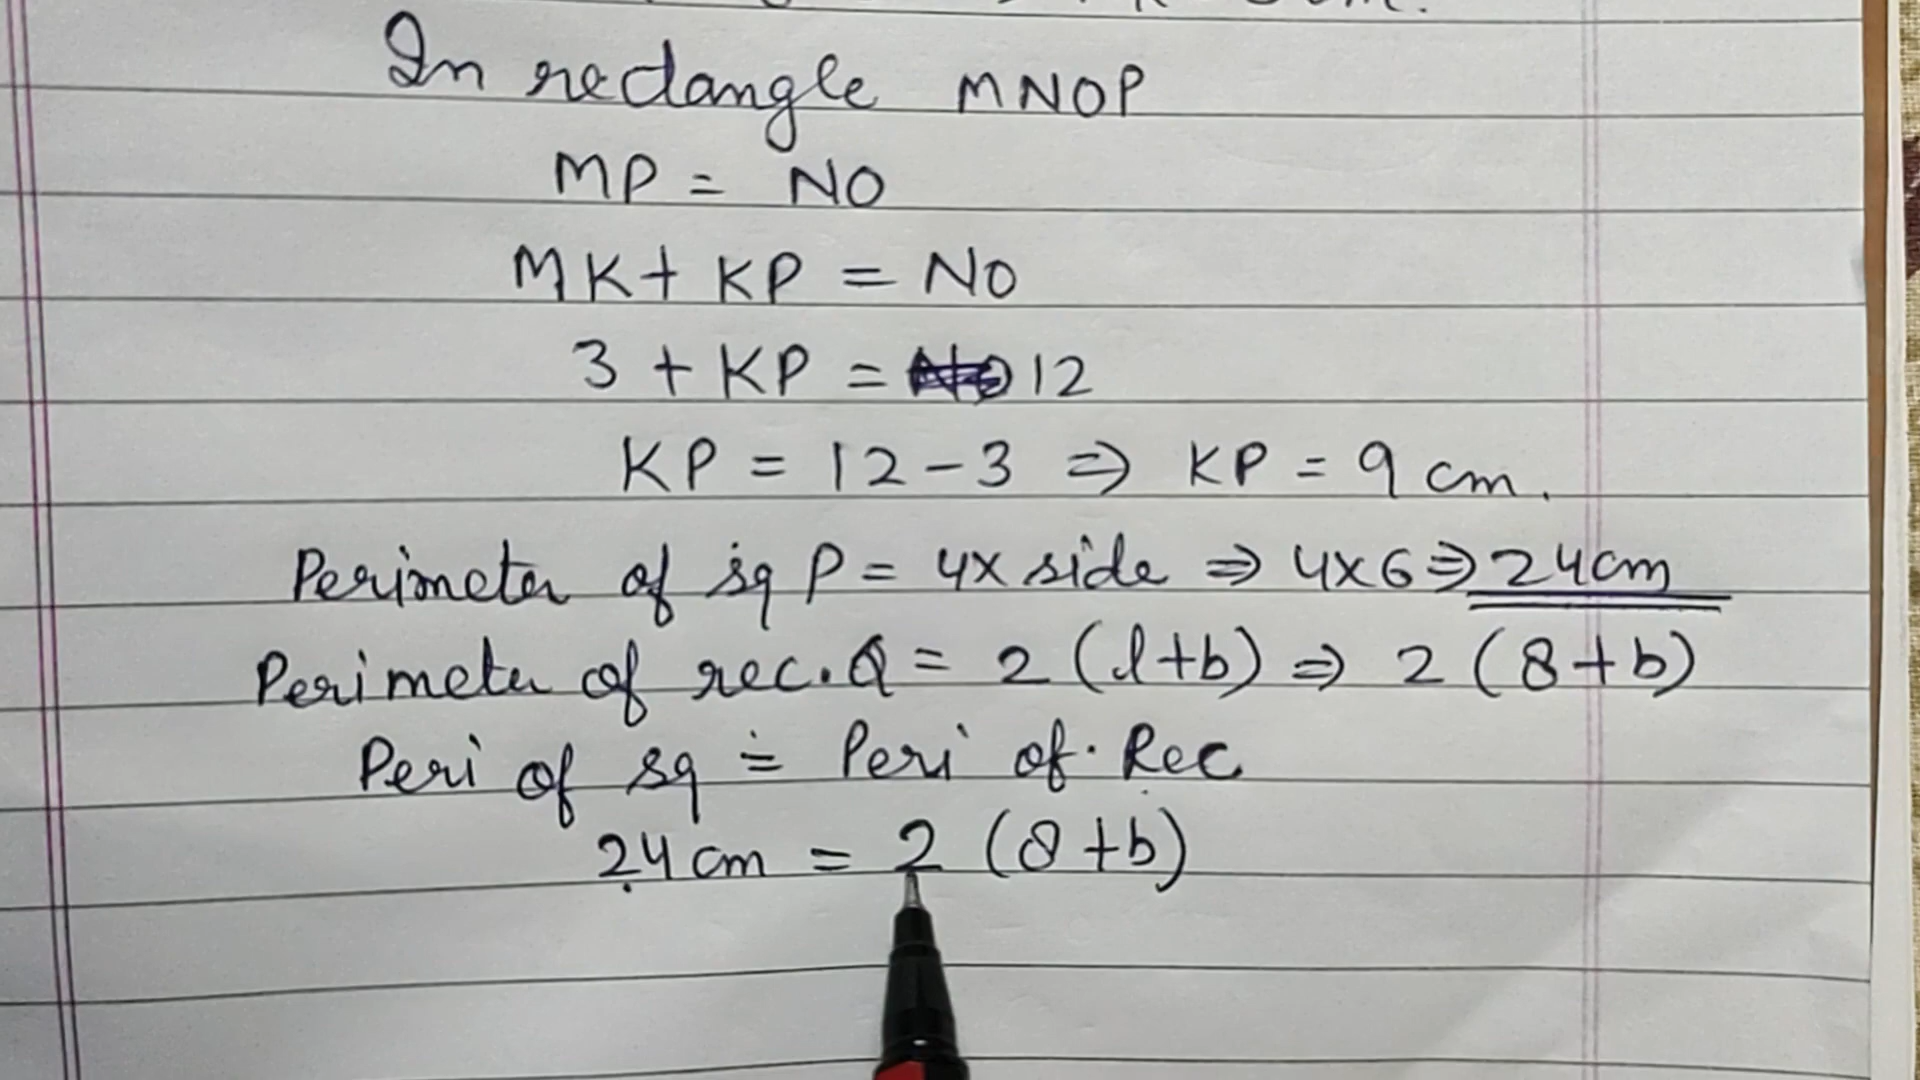 In rectangle MNOP
MP = NO
MK + KP = NO
3 + KP = 12
KP = 12 - 3 ⇒ KP = 9 cm.
Perimeter of sq P = 4x side ⇒ 4x6 ⇒ 24cm
Perimeter of rec. Q = 2 (l+b) ⇒ 2 (8+b)
Peri of sq = Peri of. Rec
24 cm = 2 (8+b)